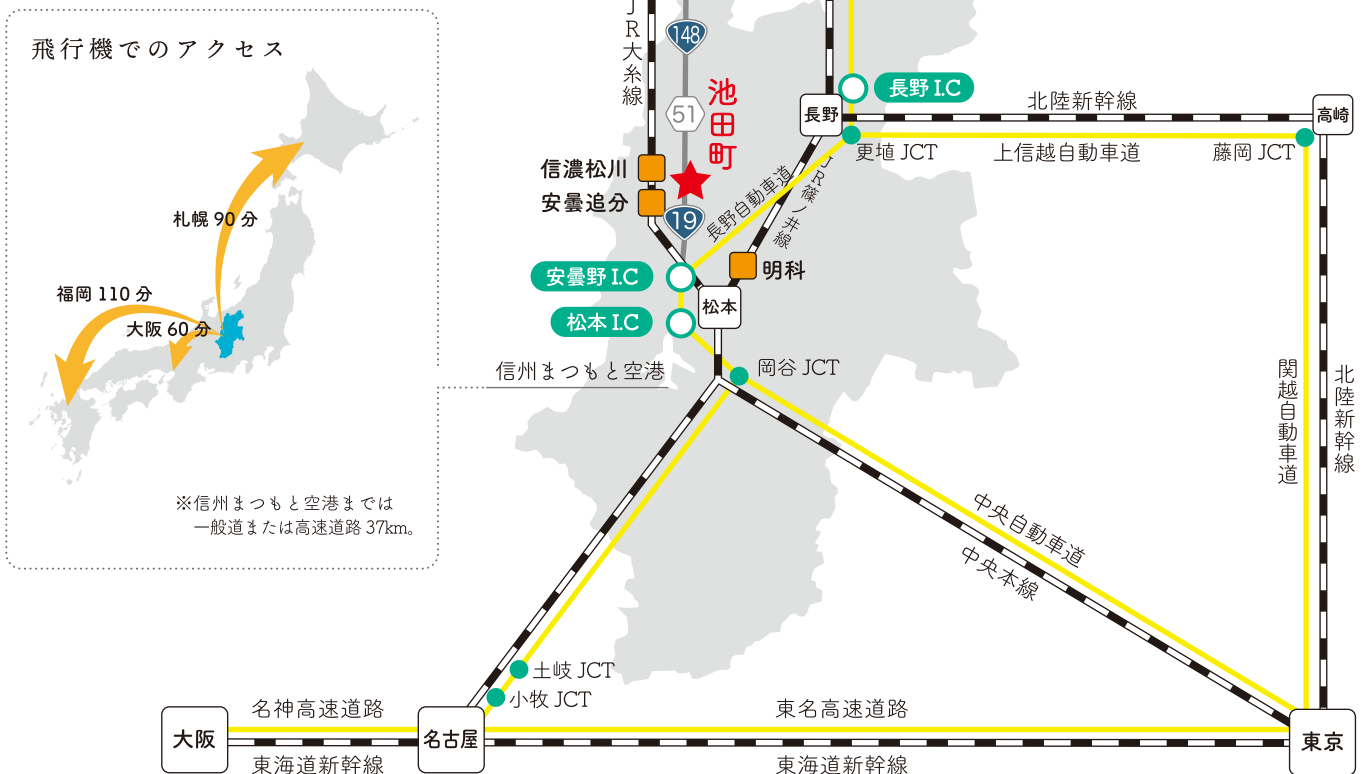 飛行機でのアクセス
札幌 90 分
福岡 110 分
大阪 60 分
※信州まつもと空港までは
一般道または高速道路 37km。
信州まつもと空港
JR大糸線
148
51
池田町
信濃松川
安曇追分
19
長野自動車道
JR篠ノ井線
安曇野 I.C
明科
松本
松本 I.C
岡谷 JCT
長野
長野 I.C
北陸新幹線
高崎
更埴 JCT
上信越自動車道
藤岡 JCT
関越自動車道
北陸新幹線
中央自動車道
中央本線
土岐 JCT
小牧 JCT
大阪
名神高速道路
東海道新幹線
名古屋
東名高速道路
東海道新幹線
東京